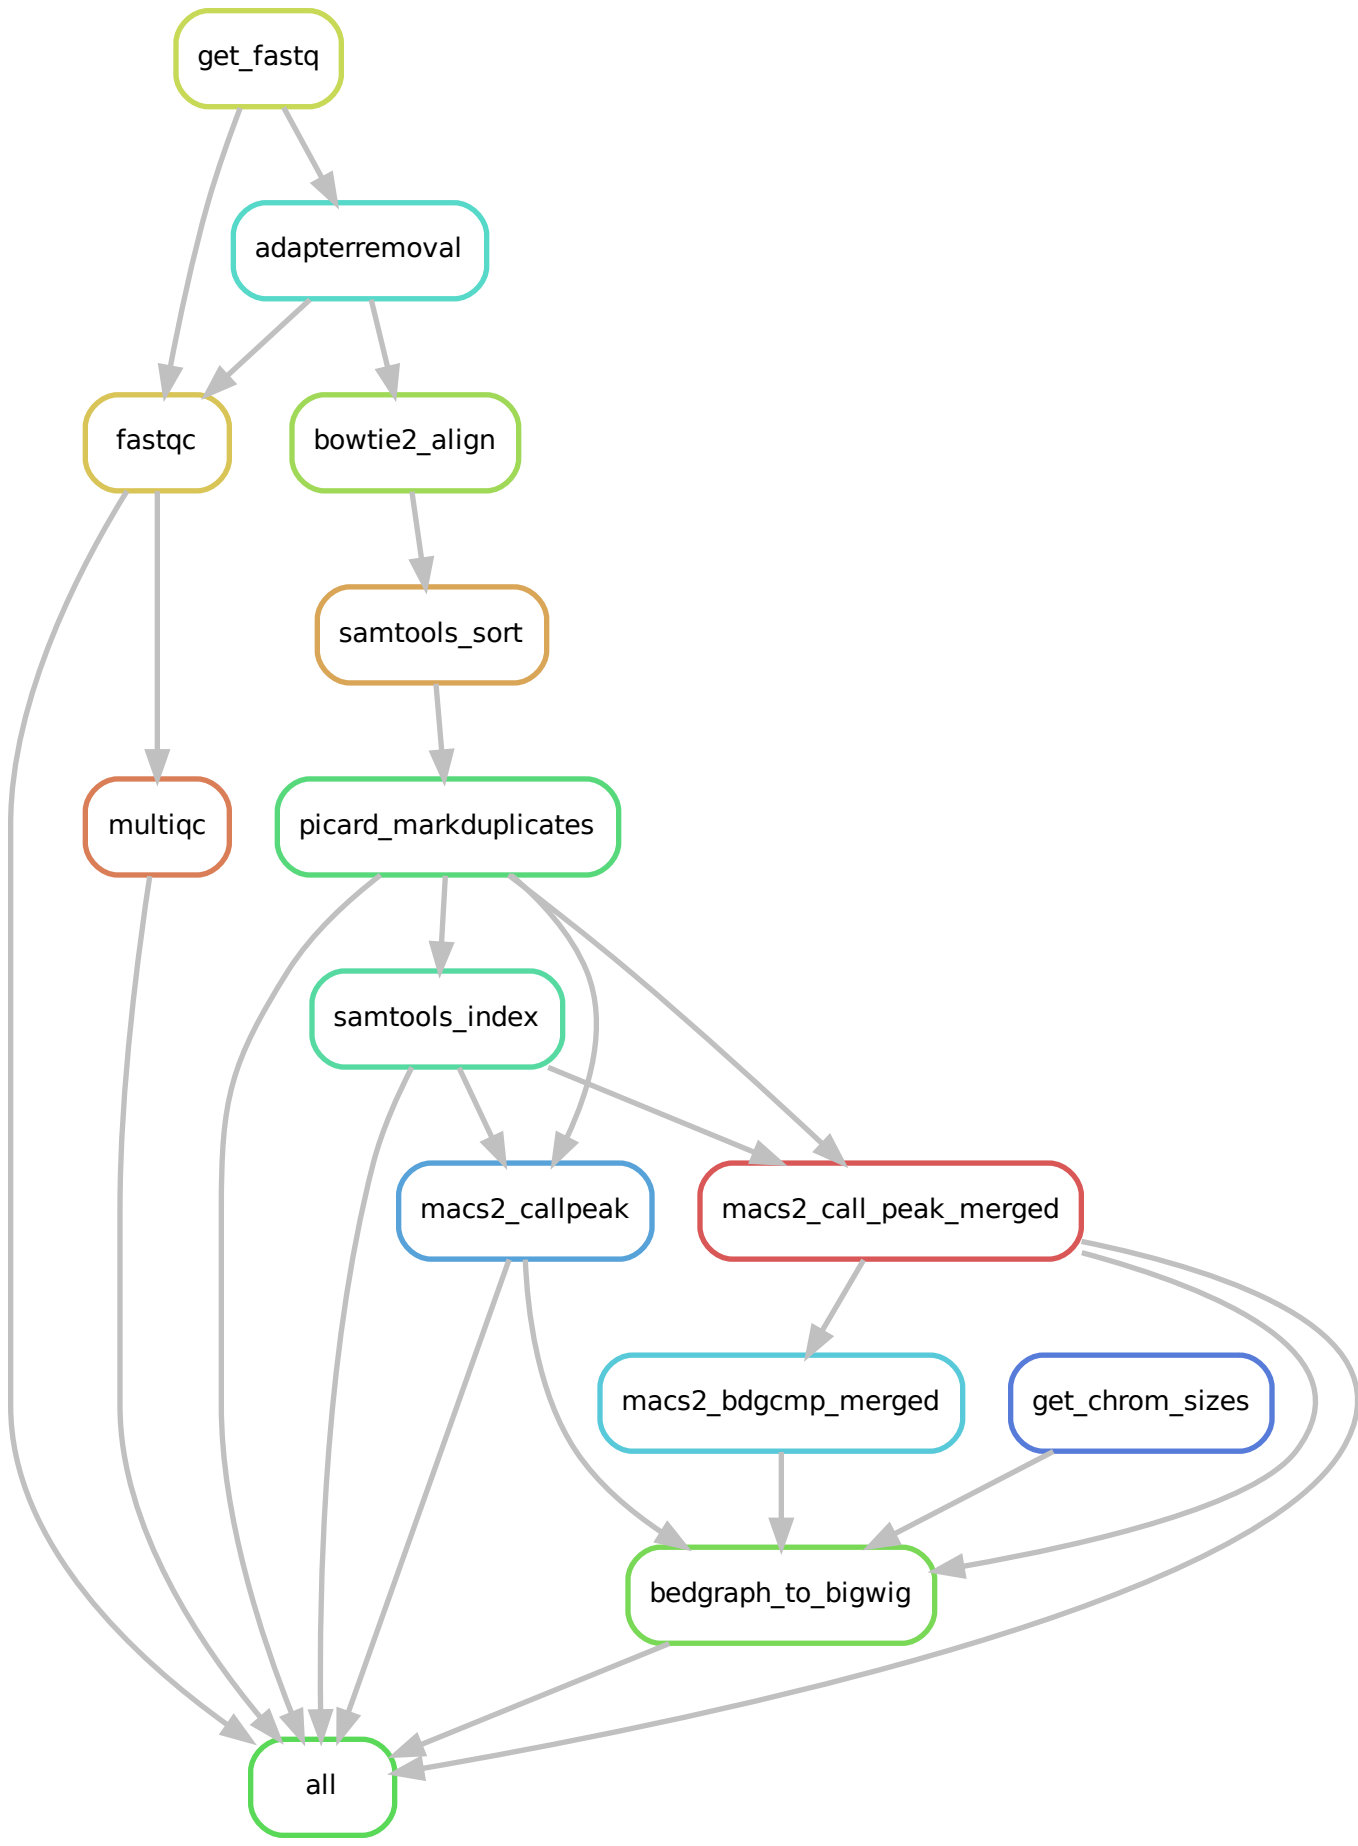 get_fastq
adapterremoval
fastqc
bowtie2_align
samtools_sort
multiqc
picard_markduplicates
samtools_index
macs2_callpeak
macs2_call_peak_merged
macs2_bdgcmp_merged
get_chrom_sizes
bedgraph_to_bigwig
all